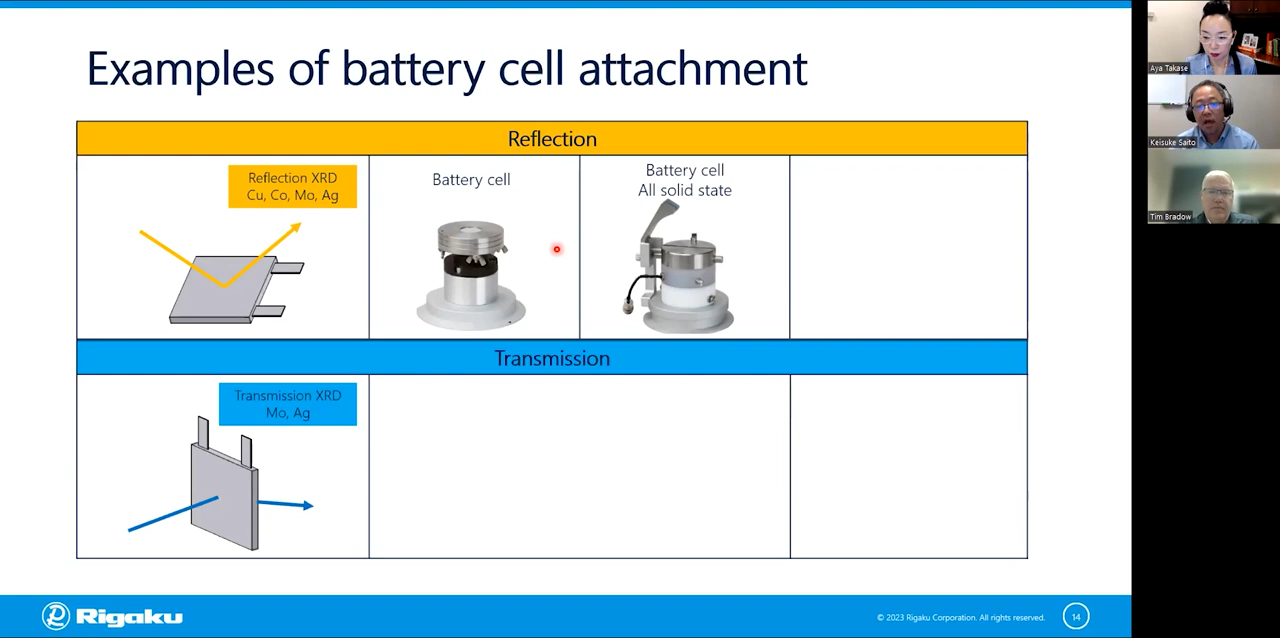 Examples of battery cell attachment
Reflection
Reflection XRD
Cu, Co, Mo, Ag
Battery cell
Battery cell
All solid state
Transmission
Transmission XRD
Mo, Ag
Rigaku
© 2023 Rigaku Corporation. All rights reserved.
14
Aya Takase
Keisuke Saito
Tim Bradow